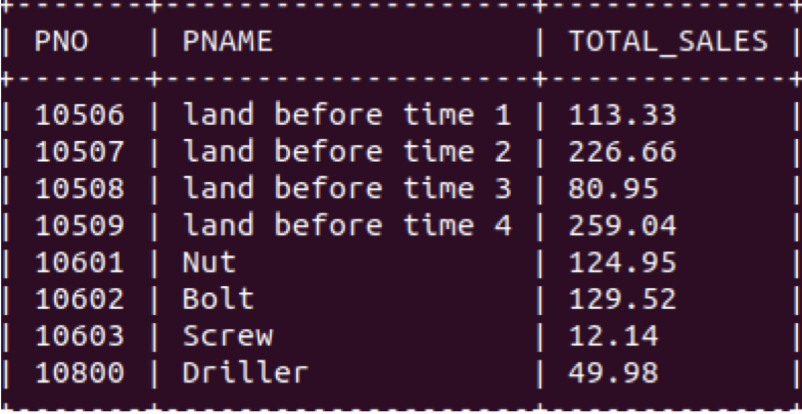 | PNO | PNAME | TOTAL_SALES |
| 10506 | land before time 1 | 113.33 |
| 10507 | land before time 2 | 226.66 |
| 10508 | land before time 3 | 80.95 |
| 10509 | land before time 4 | 259.04 |
| 10601 | Nut | 124.95 |
| 10602 | Bolt | 129.52 |
| 10603 | Screw | 12.14 |
| 10800 | Driller | 49.98 |